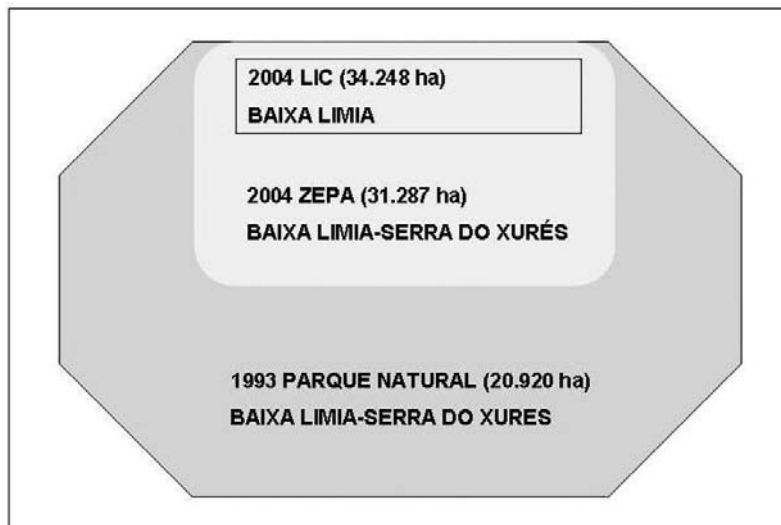 2004 LIC (34.248 ha)
BAIXA LIMIA
2004 ZEPA (31.287 ha)
BAIXA LIMIA-SERRA DO XURÉS
1993 PARQUE NATURAL (20.920 ha)
BAIXA LIMIA-SERRA DO XURES